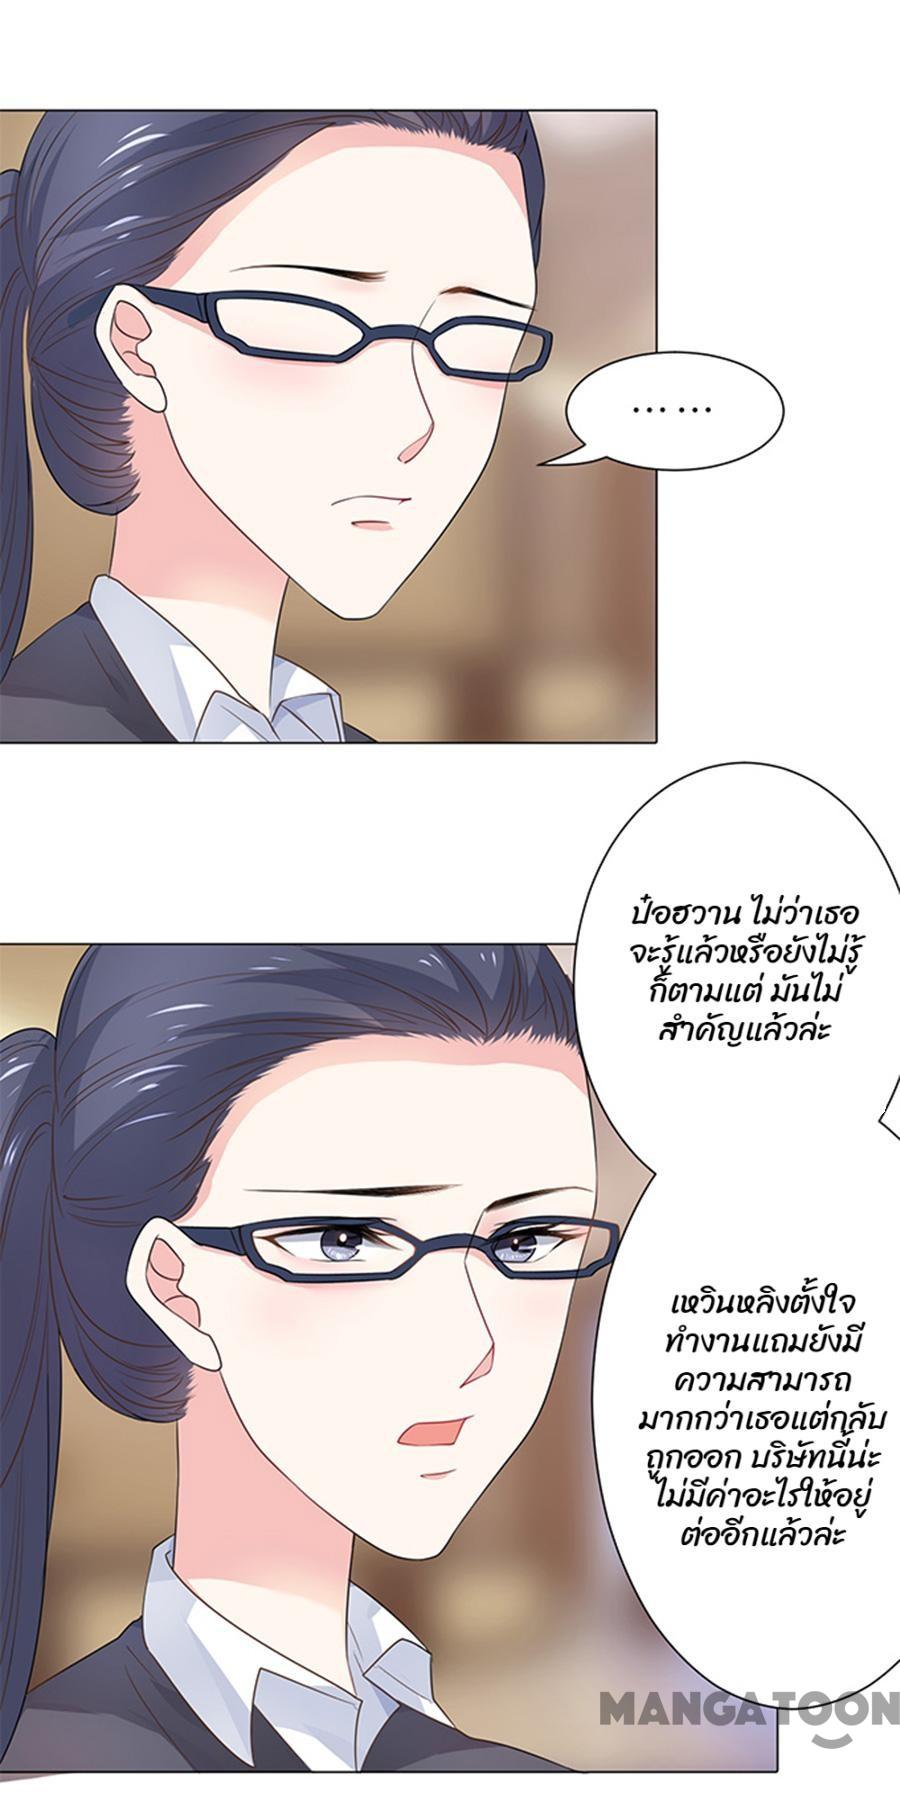 ... ...
ป๋อฮวาน ไม่ว่าเธอ
จะรู้แล้วหรือยังไม่รู้
ก็ตามแต่ มันไม่
สำคัญแล้วล่ะ
เหวินหลิงตั้งใจ
ทำงานแถมยังมี
ความสามารถ
มากกว่าเธอแต่กลับ
ถูกออก บริษัทนี้น่ะ
ไม่มีค่าอะไรให้อยู่
ต่ออีกแล้วล่ะ
MANGATOON